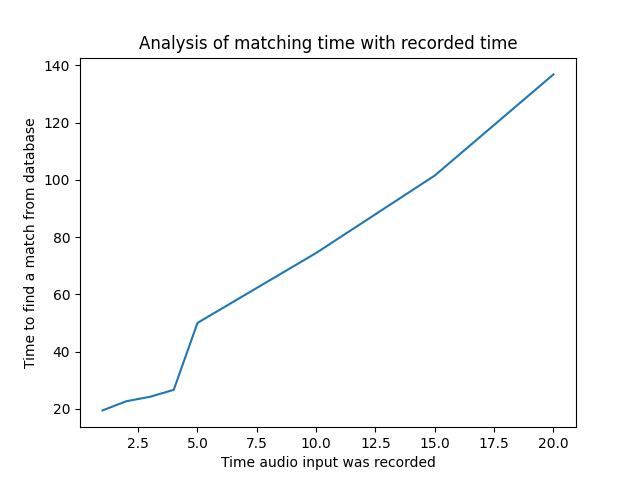 Analysis of matching time with recorded time
140
120
100
80
60
40
20
Time to find a match from database
2.5 5.0 7.5 10.0 12.5 15.0 17.5 20.0
Time audio input was recorded